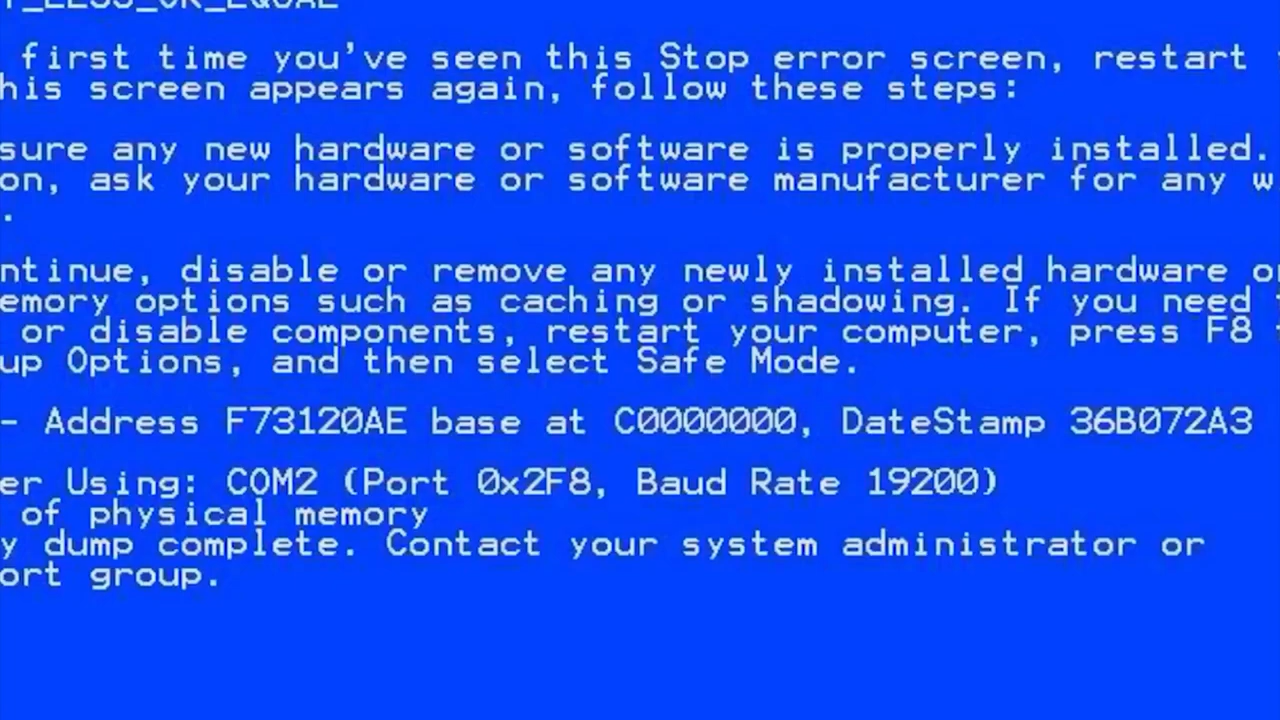 T_LESS_OR_EQUAL
first time you've seen this Stop error screen, restart
his screen appears again, follow these steps:
sure any new hardware or software is properly installed.
on, ask your hardware or software manufacturer for any w
.
ntinue, disable or remove any newly installed hardware or
emory options such as caching or shadowing. If you need
or disable components, restart your computer, press F8
up Options, and then select Safe Mode.
- Address F73120AE base at C0000000, DateStamp 36B072A3
er Using: COM2 (Port 0x2F8, Baud Rate 19200)
of physical memory
y dump complete. Contact your system administrator or
ort group.